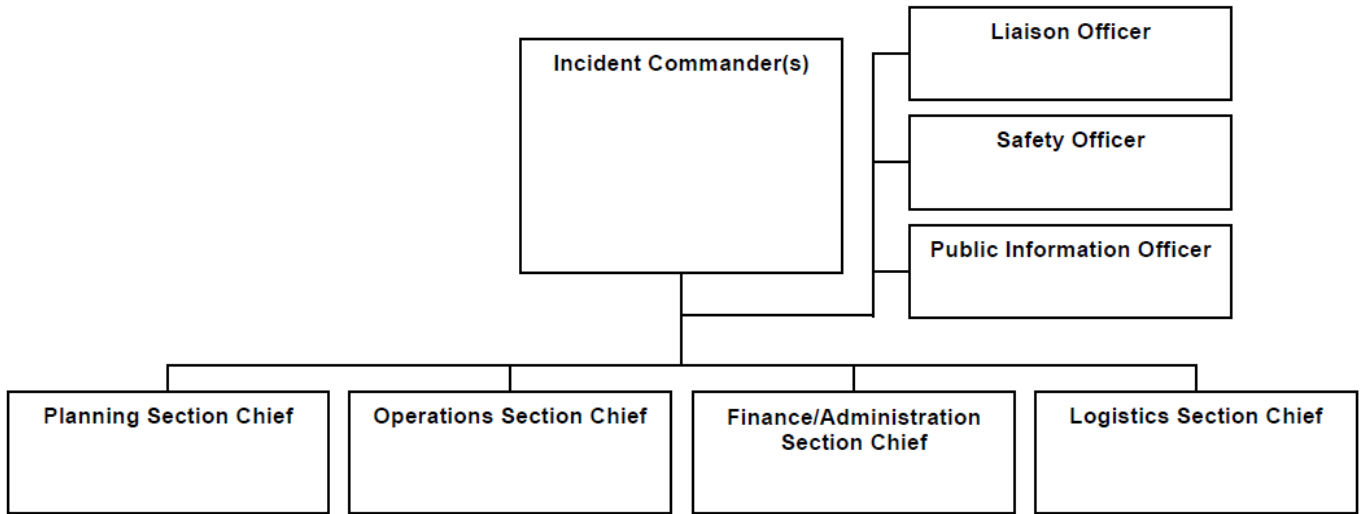 Incident Commander(s)
Liaison Officer
Safety Officer
Public Information Officer
Planning Section Chief
Operations Section Chief
Finance/Administration
Section Chief
Logistics Section Chief